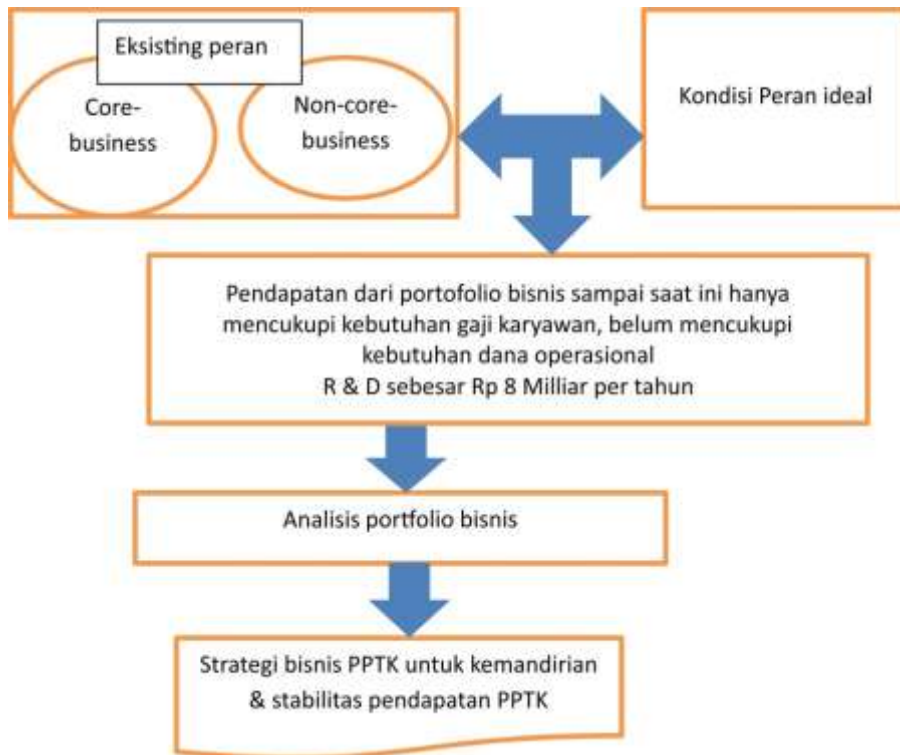 Eksisting peran
Core-
business
Non-core-
business
Kondisi Peran ideal
Pendapatan dari portofolio bisnis sampai saat ini hanya
mencukupi kebutuhan gaji karyawan, belum mencukupi
kebutuhan dana operasional
R & D sebesar Rp 8 Milliar per tahun
Analisis portfolio bisnis
Strategi bisnis PPTK untuk kemandirian
& stabilitas pendapatan PPTK